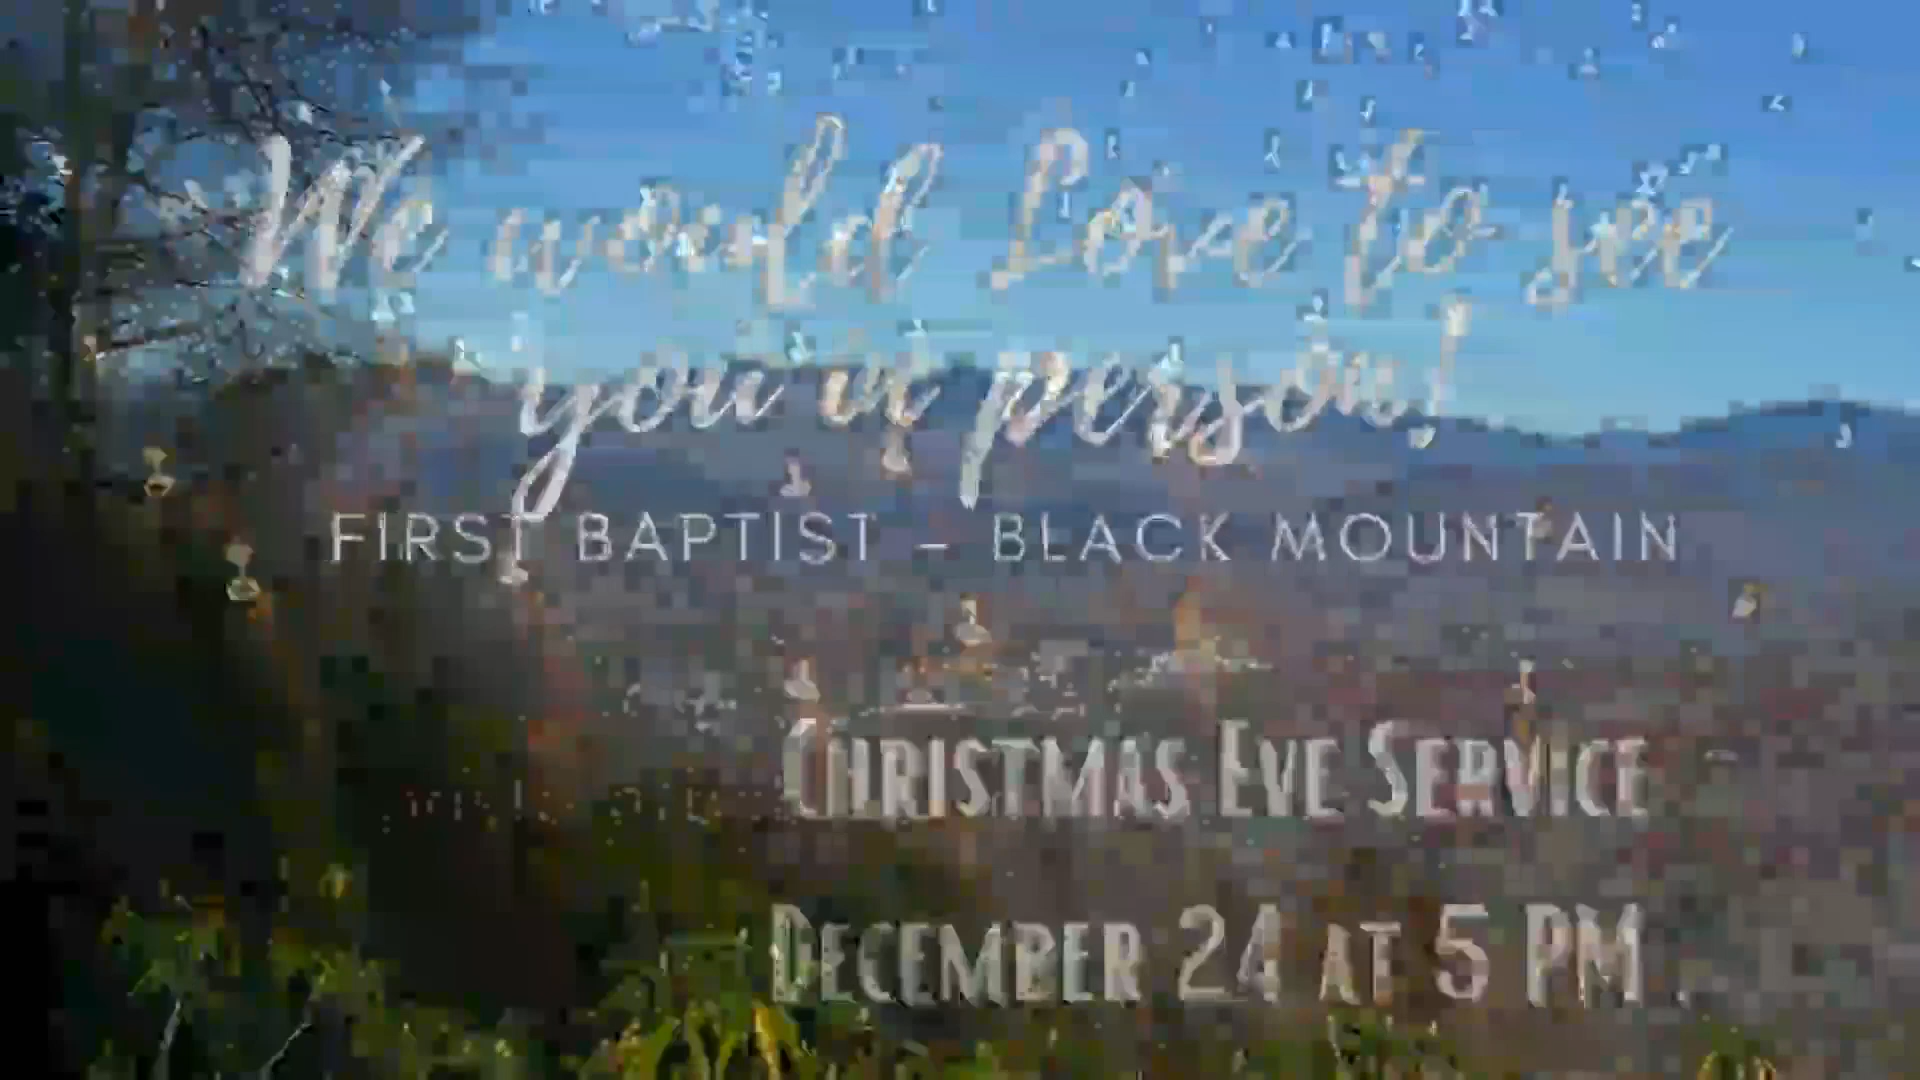 We would Love to see
you in person!
FIRST BAPTIST – BLACK MOUNTAIN
CHRISTMAS EVE SERVICE
DECEMBER 24 AT 5 PM